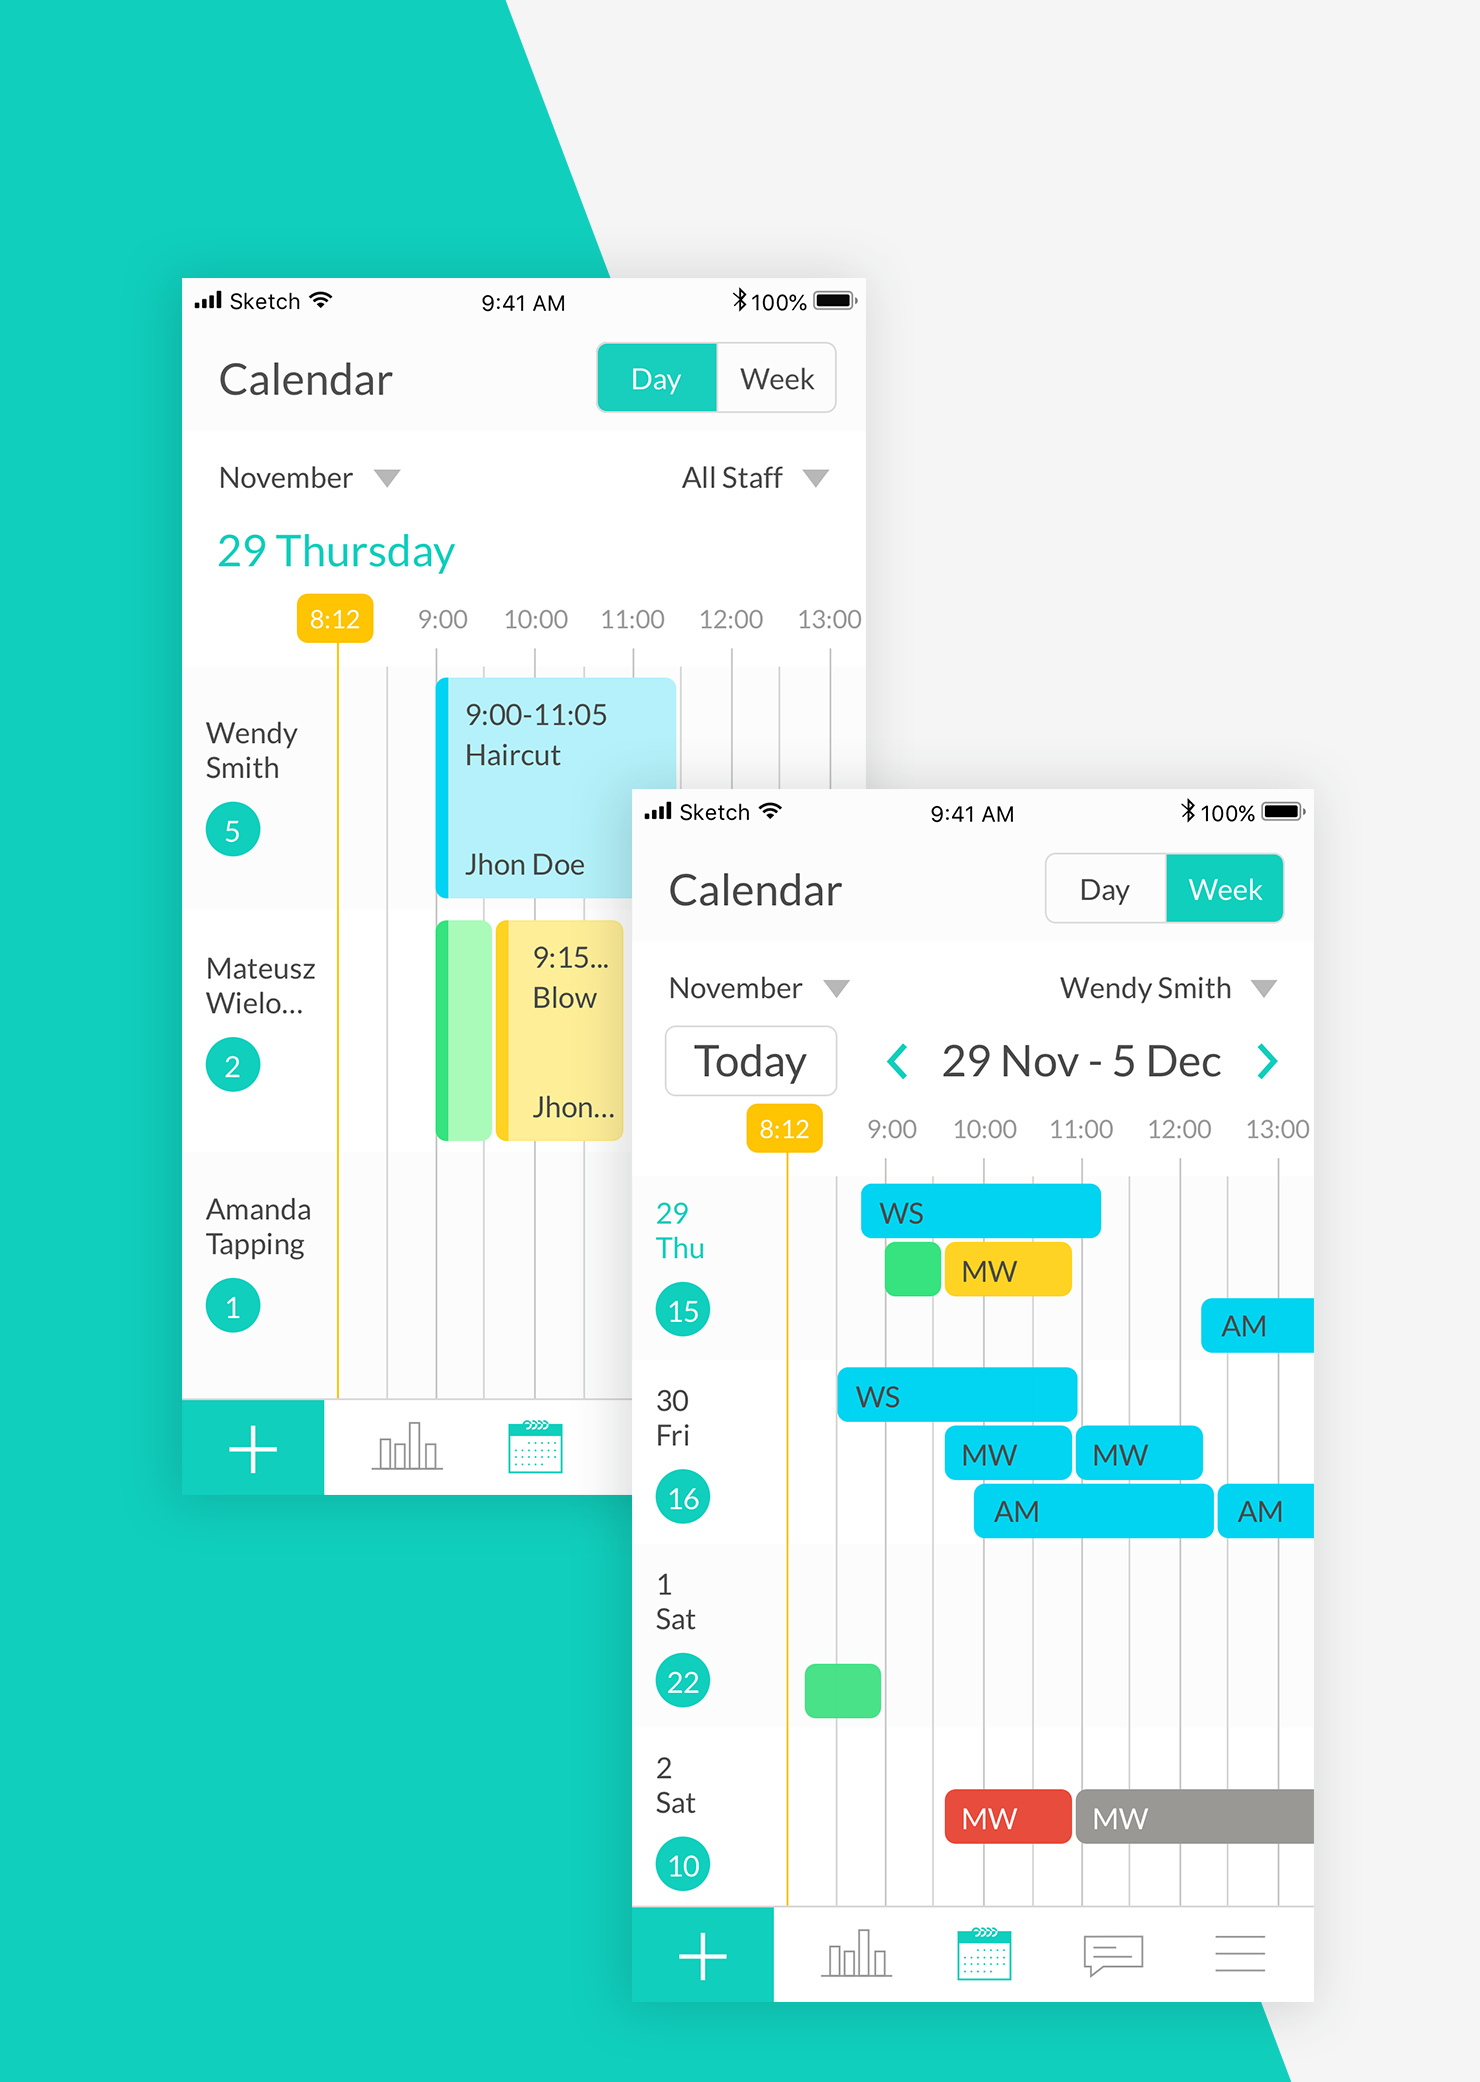 Sketch 9:41 AM 100%
Calendar Day Week
November All Staff
29 Thursday
8:12 9:00 10:00 11:00 12:00 13:00
9:00-11:05
Haircut
Jhon Doe
Wendy
Smith
5
9:15...
Blow
Jhon...
Mateusz
Wielo...
2
Amanda
Tapping
1
Sketch 9:41 AM 100%
Calendar Day Week
November Wendy Smith
Today 29 Nov - 5 Dec
8:12 9:00 10:00 11:00 12:00 13:00
29
Thu
15
WS
MW
AM
30
Fri
16
WS
MW MW
AM AM
1
Sat
22
2
Sat
10
MW MW